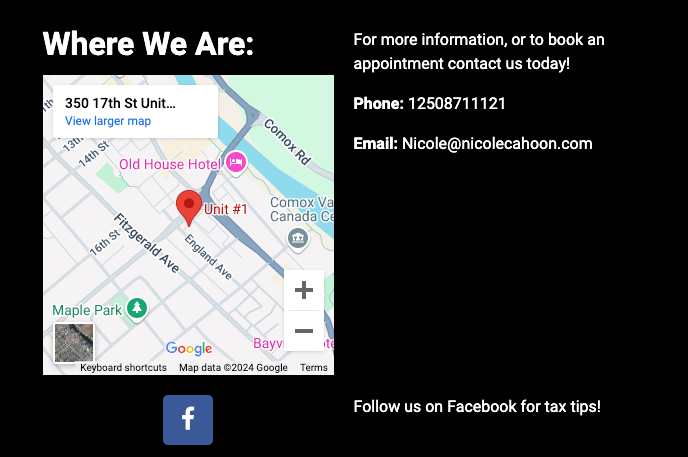 Where We Are:
For more information, or to book an
appointment contact us today!
Phone: 12508711121
Email: Nicole@nicolecahoon.com
350 17th St Unit...
View larger map
13th
14th St
Comox Rd
Old House Hotel
Unit #1
Comox Va
Canada Ce
Fitzgerald Ave
16th St
England Ave
Maple Park
+
−
Bayv
Google
Keyboard shortcuts Map data ©2024 Google Terms
f
Follow us on Facebook for tax tips!